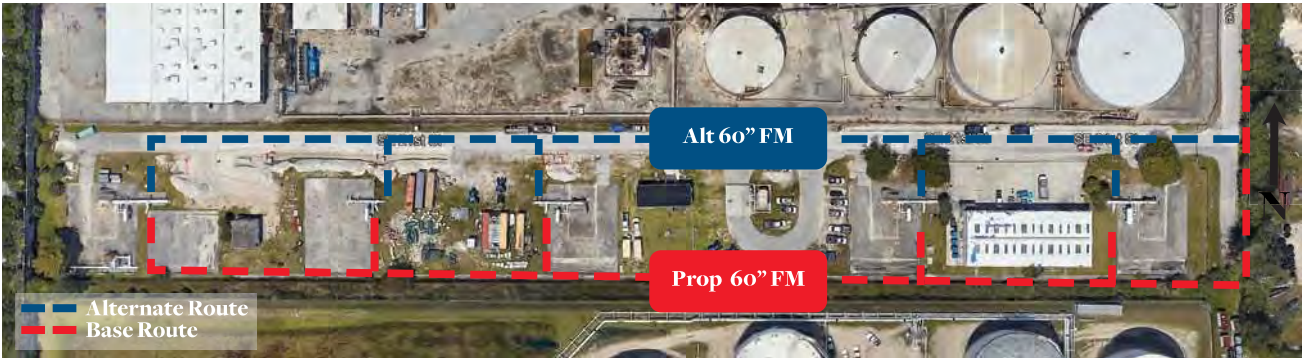 Alt 60” FM
Prop 60” FM
N
Alternate Route
Base Route